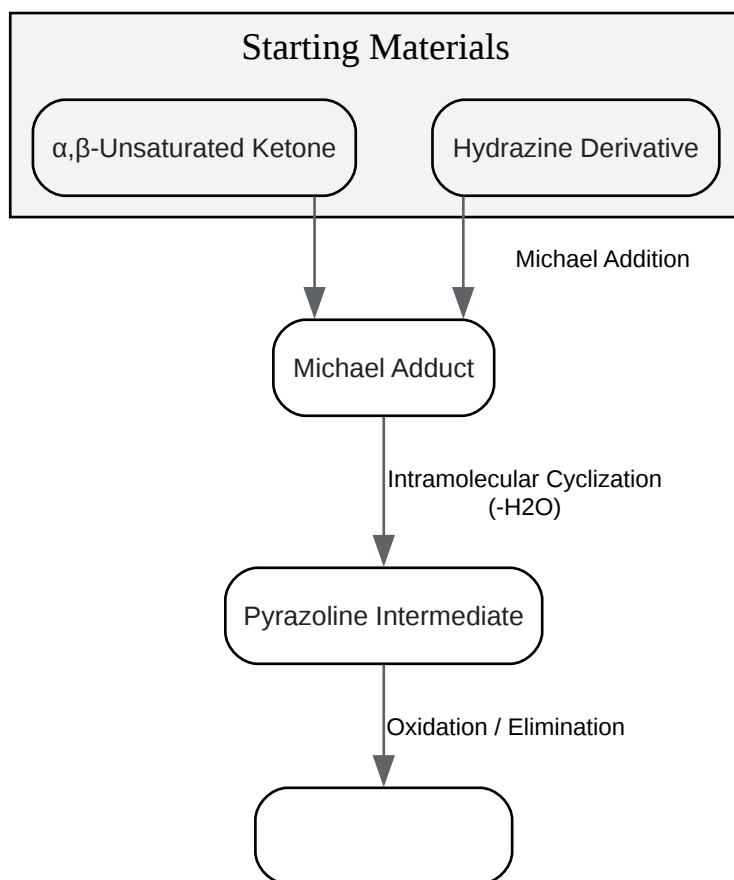 Starting Materials
α,β-Unsaturated Ketone
Hydrazine Derivative
Michael Addition
Michael Adduct
Intramolecular Cyclization
(-H2O)
Pyrazoline Intermediate
Oxidation / Elimination